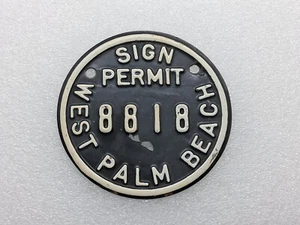 SIGN
PERMIT
8818
WEST PALM BEACH